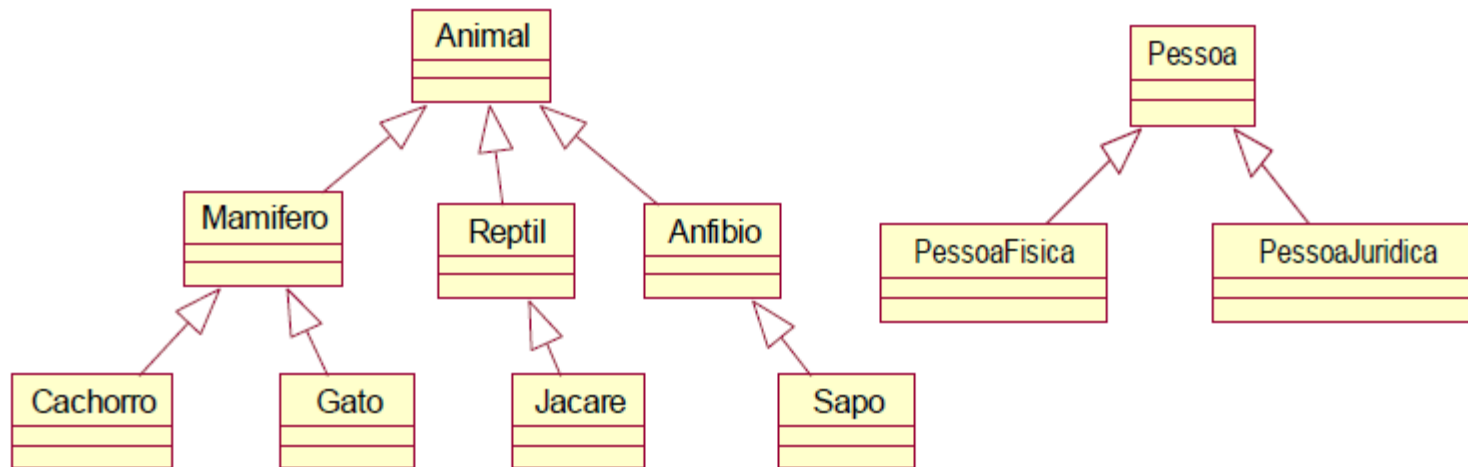 Animal
Pessoa
Mamifero
Reptil
Anfibio
PessoaFisica
PessoaJuridica
Cachorro
Gato
Jacare
Sapo